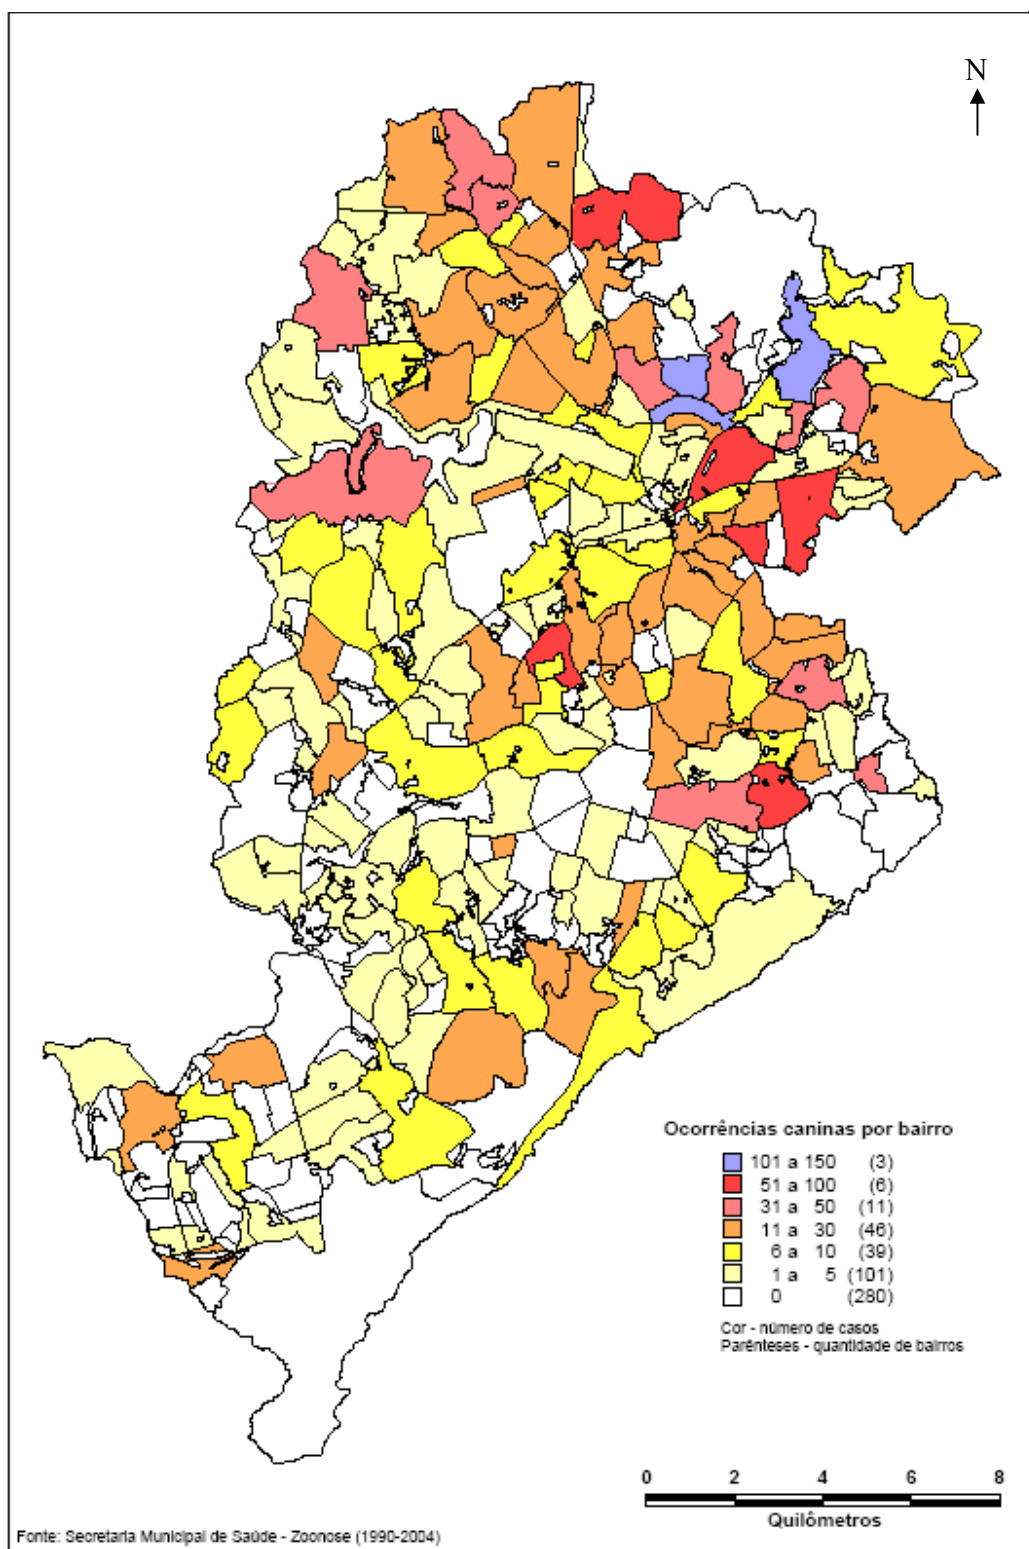 N
Ocorrências caninas por bairro
101 a 150 (3)
51 a 100 (6)
31 a 50 (11)
11 a 30 (46)
6 a 10 (39)
1 a 5 (101)
0 (280)
Cor - número de casos
Parênteses - quantidade de bairros
0 2 4 6 8
Quilômetros
Fonte: Secretaria Municipal de Saúde - Zoonose (1990-2004)